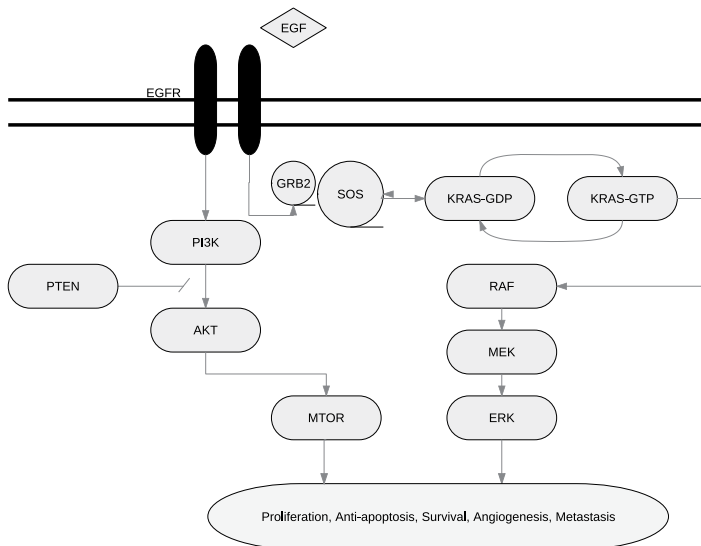 EGF
EGFR
GRB2
SOS
KRAS-GDP
KRAS-GTP
PI3K
PTEN
RAF
AKT
MEK
MTOR
ERK
Proliferation, Anti-apoptosis, Survival, Angiogenesis, Metastasis